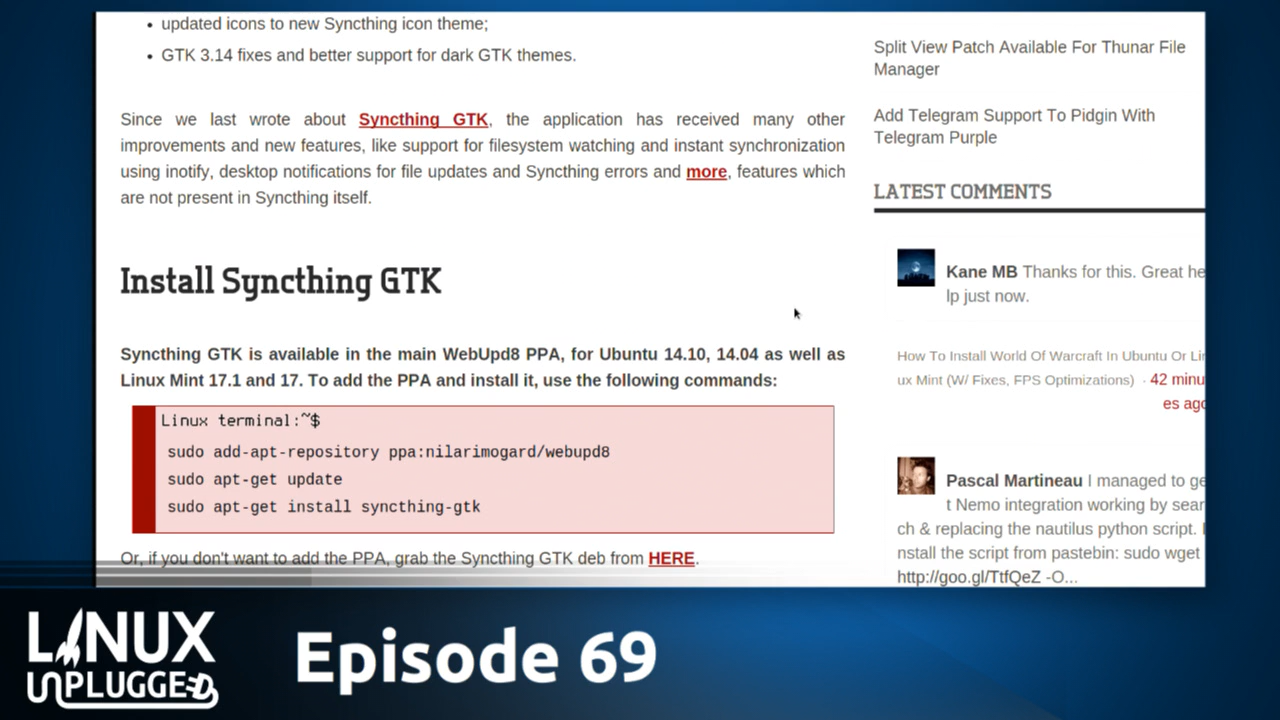 updated icons to new Syncthing icon theme;
GTK 3.14 fixes and better support for dark GTK themes.
Since we last wrote about Syncthing GTK, the application has received many other
improvements and new features, like support for filesystem watching and instant synchronization
using inotify, desktop notifications for file updates and Syncthing errors and more, features which
are not present in Syncthing itself.
Install Syncthing GTK
Syncthing GTK is available in the main WebUpd8 PPA, for Ubuntu 14.10, 14.04 as well as
Linux Mint 17.1 and 17. To add the PPA and install it, use the following commands:
Linux terminal:~$
sudo add-apt-repository ppa:nilarimogard/webupd8
sudo apt-get update
sudo apt-get install syncthing-gtk
Or, if you don't want to add the PPA, grab the Syncthing GTK deb from HERE.
Split View Patch Available For Thunar File
Manager
Add Telegram Support To Pidgin With
Telegram Purple
LATEST COMMENTS
Kane MB Thanks for this. Great he
lp just now.
How To Install World Of Warcraft In Ubuntu Or Lin
ux Mint (W/ Fixes, FPS Optimizations) · 42 minu
es ago
Pascal Martineau I managed to ge
t Nemo integration working by sear
ch & replacing the nautilus python script. I
nstall the script from pastebin: sudo wget
http://goo.gl/TtfQeZ -O...
LINUX
UNPLUGGED
Episode 69